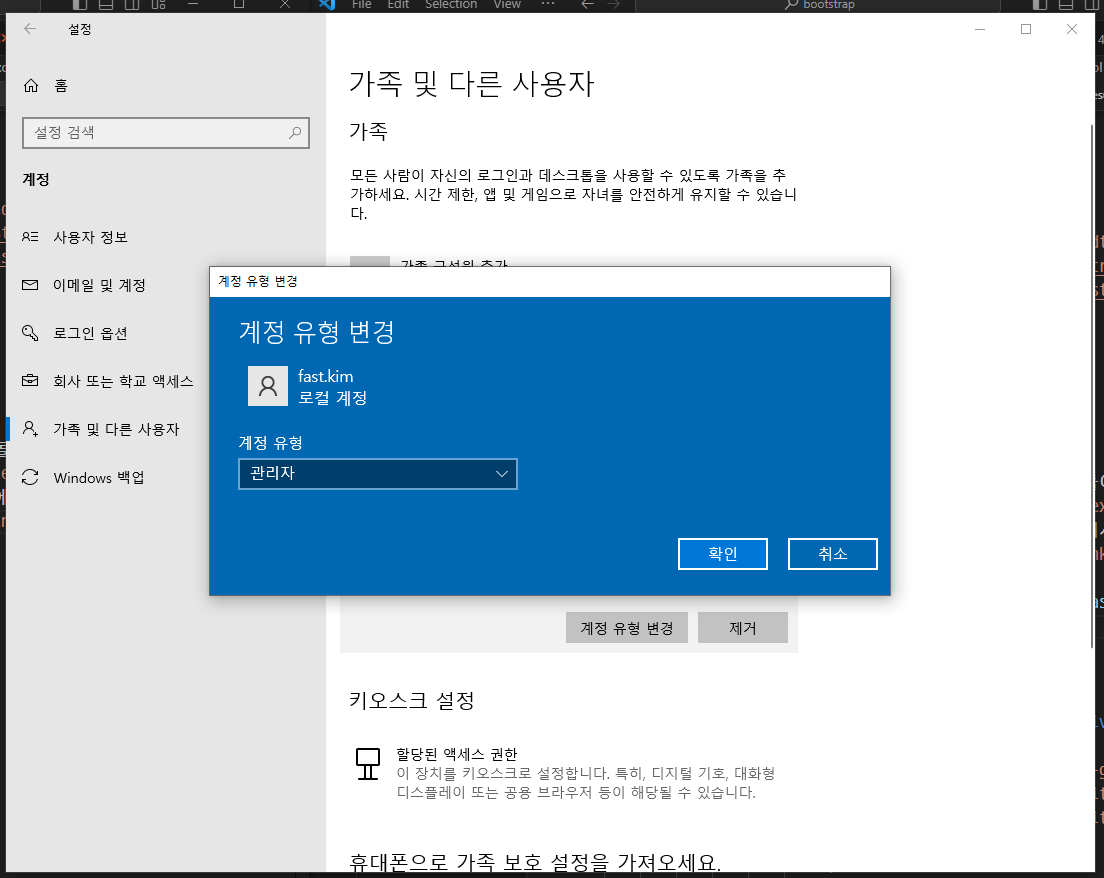 File Edit Selection View ··· bootstrap
설정
홈
설정 검색
계정
사용자 정보
이메일 및 계정
로그인 옵션
회사 또는 학교 액세스
가족 및 다른 사용자
Windows 백업
가족 및 다른 사용자
가족
모든 사람이 자신의 로그인과 데스크톱을 사용할 수 있도록 가족을 추
가하세요. 시간 제한, 앱 및 게임으로 자녀를 안전하게 유지할 수 있습니
다.
가족 구성원 추가
계정 유형 변경
계정 유형 변경
fast.kim
로컬 계정
계정 유형
관리자
확인 취소
계정 유형 변경 제거
키오스크 설정
할당된 액세스 권한
이 장치를 키오스크로 설정합니다. 특히, 디지털 기호, 대화형
디스플레이 또는 공용 브라우저 등이 해당될 수 있습니다.
휴대폰으로 가족 보호 설정을 가져오세요.